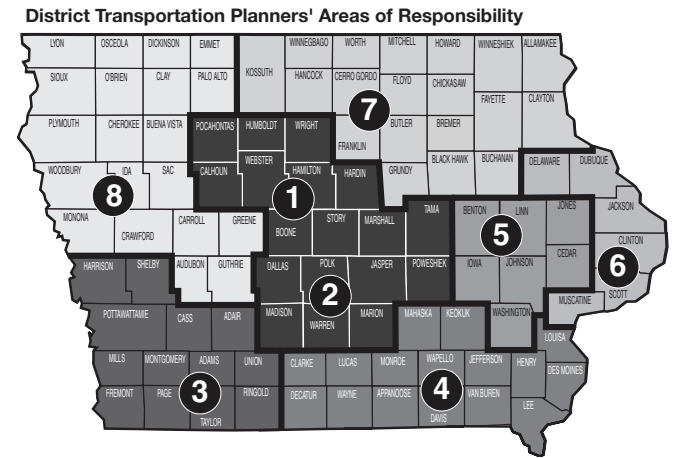 District Transportation Planners' Areas of Responsibility
LYON OSCEOLA DICKINSON EMMET WINNEGBAGO WORTH MITCHELL HOWARD WINNESHIEK ALLAMAKEE
KOSSUTH
SIOUX O'BRIEN CLAY PALO ALTO HANCOCK CERRO GORDO FLOYD CHICKASAW
FAYETTE CLAYTON
7
PLYMOUTH CHEROKEE BUENA VISTA POCAHONTAS HUMBOLDT WRIGHT BUTLER BREMER
FRANKLIN
WOODBURY IDA SAC CALHOUN WEBSTER HAMILTON HARDIN GRUNDY BLACK HAWK BUCHANAN DELAWARE DUBUQUE
8 1
MONONA CRAWFORD CARROLL GREENE BOONE STORY MARSHALL TAMA BENTON LINN JONES JACKSON
5
CLINTON
HARRISON SHELBY AUDUBON GUTHRIE DALLAS POLK JASPER POWESHIEK IOWA JOHNSON CEDAR
6
SCOTT
2
MUSCATINE
POTTAWATTAMIE CASS ADAIR MADISON WARREN MARION MAHASKA KEOKUK WASHINGTON
LOUISA
MILLS MONTGOMERY ADAMS UNION CLARKE LUCAS MONROE WAPELLO JEFFERSON HENRY DES MOINES
3 4
FREMONT PAGE TAYLOR RINGOLD DECATUR WAYNE APPANOOSE DAVIS VAN BUREN LEE